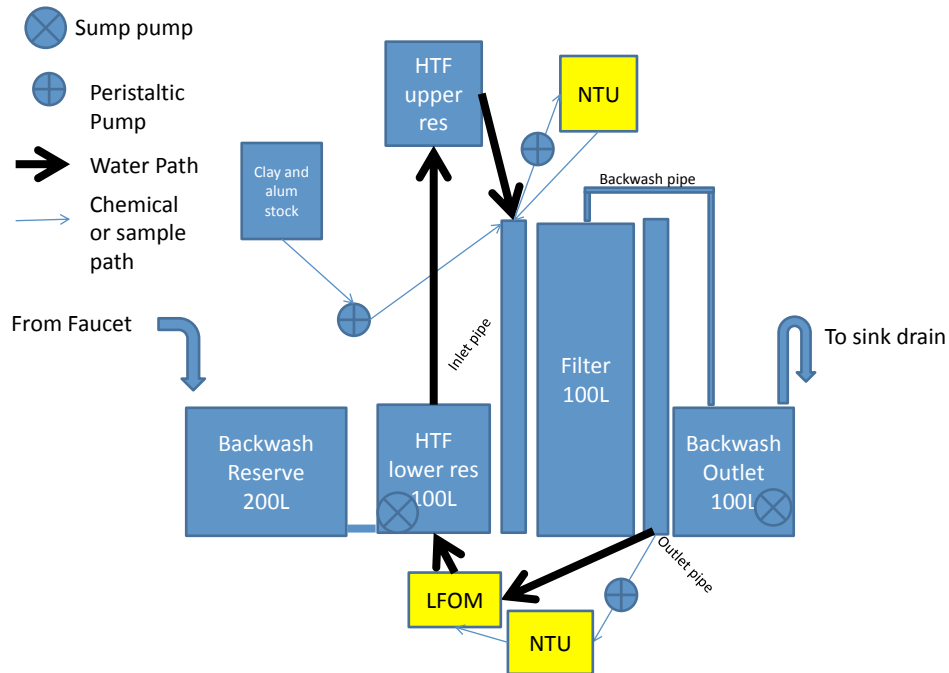 Sump pump
Peristaltic
Pump
Water Path
Chemical
or sample
path
HTF
upper
res
NTU
Clay and
alum
stock
Backwash pipe
From Faucet
Inlet pipe
Filter
100L
To sink drain
Backwash
Reserve
200L
HTF
lower res
100L
Backwash
Outlet
100L
Outlet pipe
LFOM
NTU